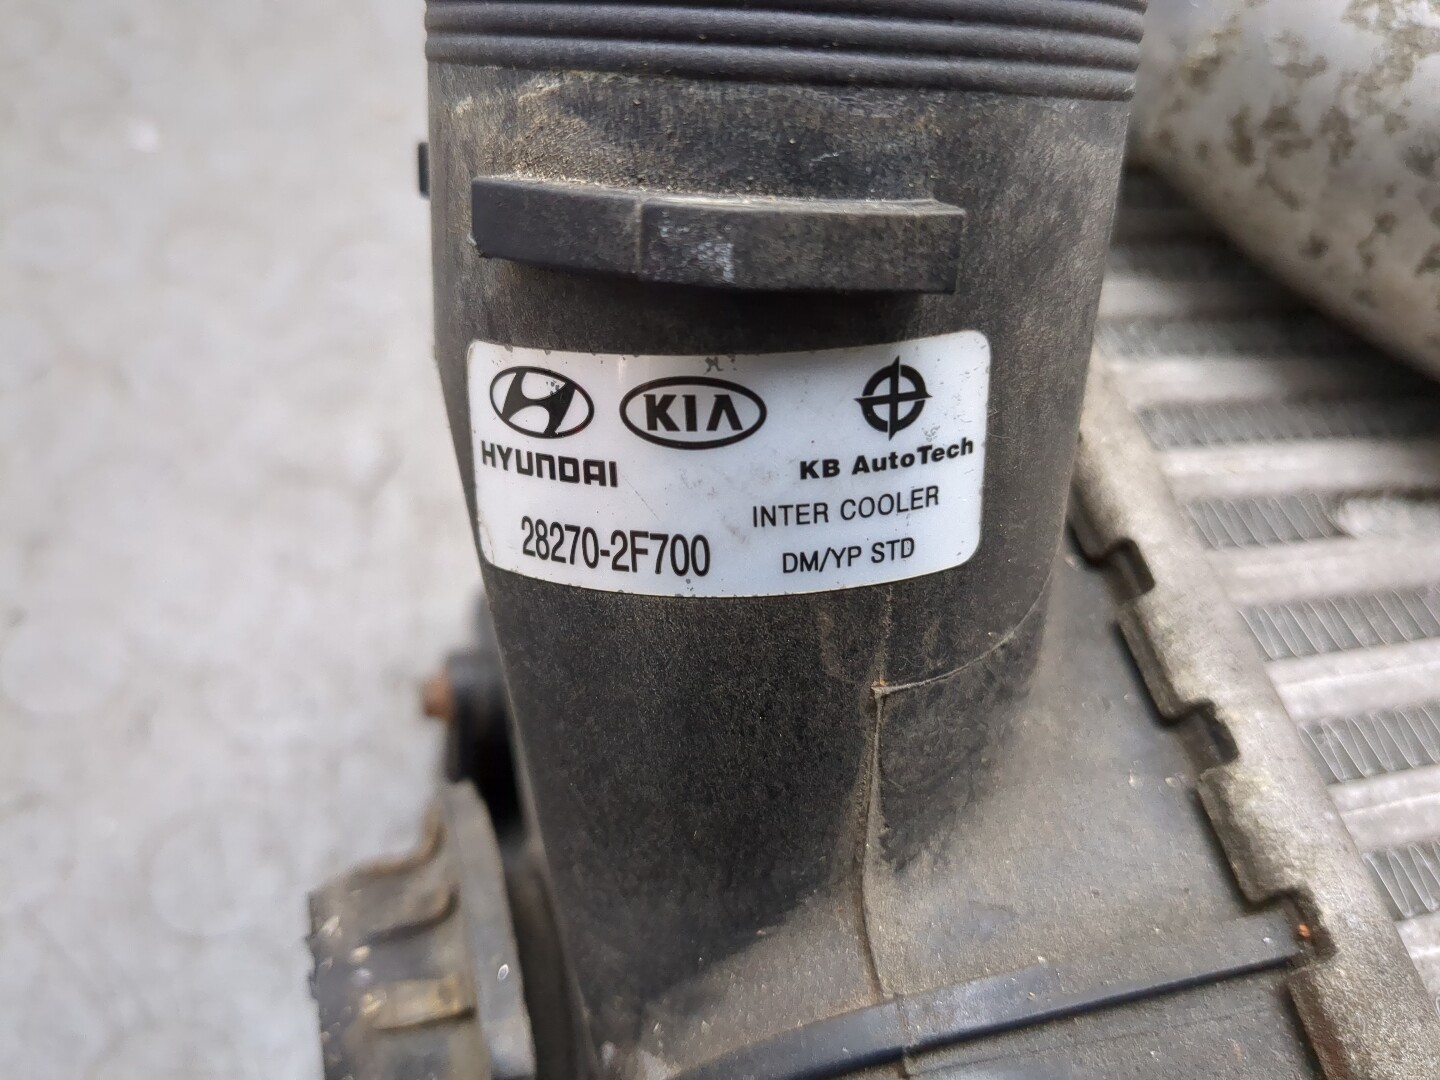 HYUNDAI
KIA
KB AutoTech
INTER COOLER
28270-2F700
DM/YP STD